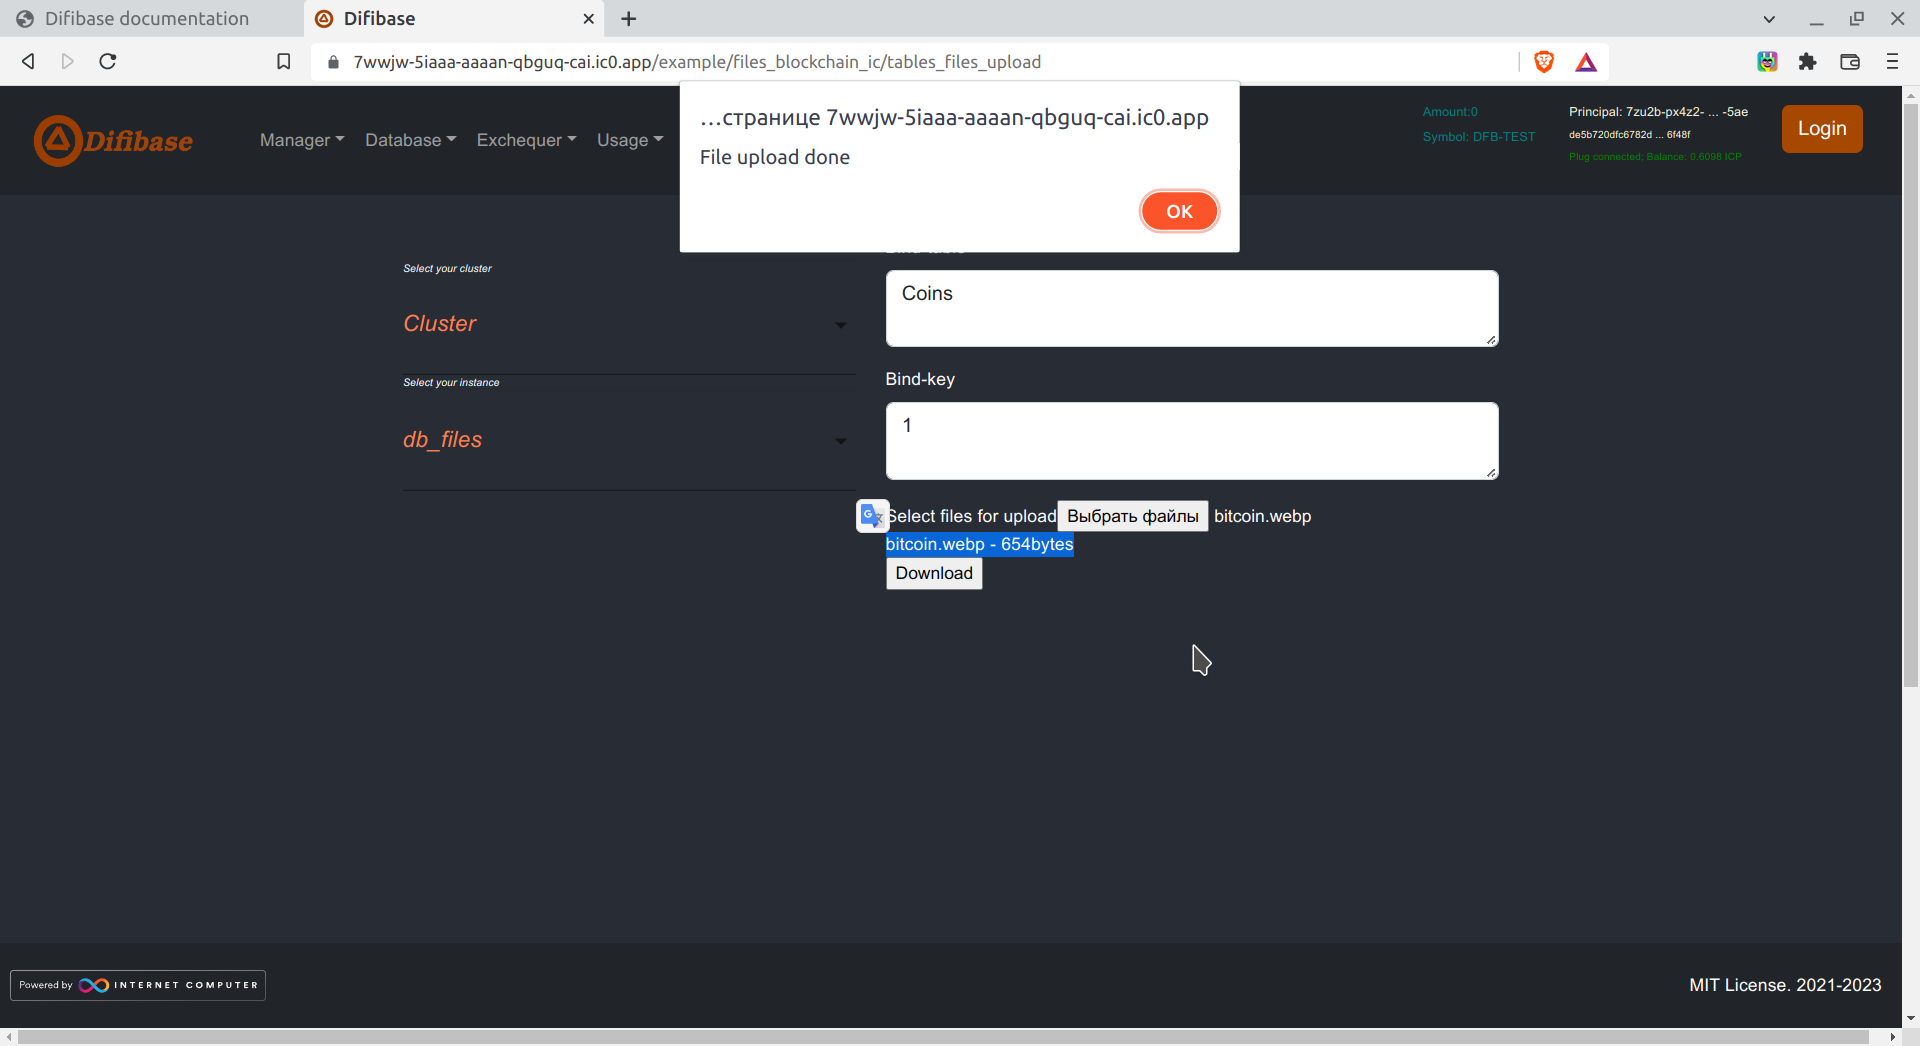 Difibase documentation
Difibase
7wwjw-5iaaa-aaaan-qbguq-cai.ic0.app/example/files_blockchain_ic/tables_files_upload
…странице 7wwjw-5iaaa-aaaan-qbguq-cai.ic0.app
File upload done
OK
Difibase
Manager
Database
Exchequer
Usage
Amount:0
Symbol: DFB-TEST
Principal: 7zu2b-px4z2- ... -5ae
de5b720dfc6782d ... 6f48f
Plug connected; Balance: 0.6098 ICP
Login
Select your cluster
Cluster
Select your instance
db_files
Coins
Bind-key
1
Select files for upload Выбрать файлы bitcoin.webp
bitcoin.webp - 654bytes
Download
Powered by INTERNET COMPUTER
MIT License. 2021-2023